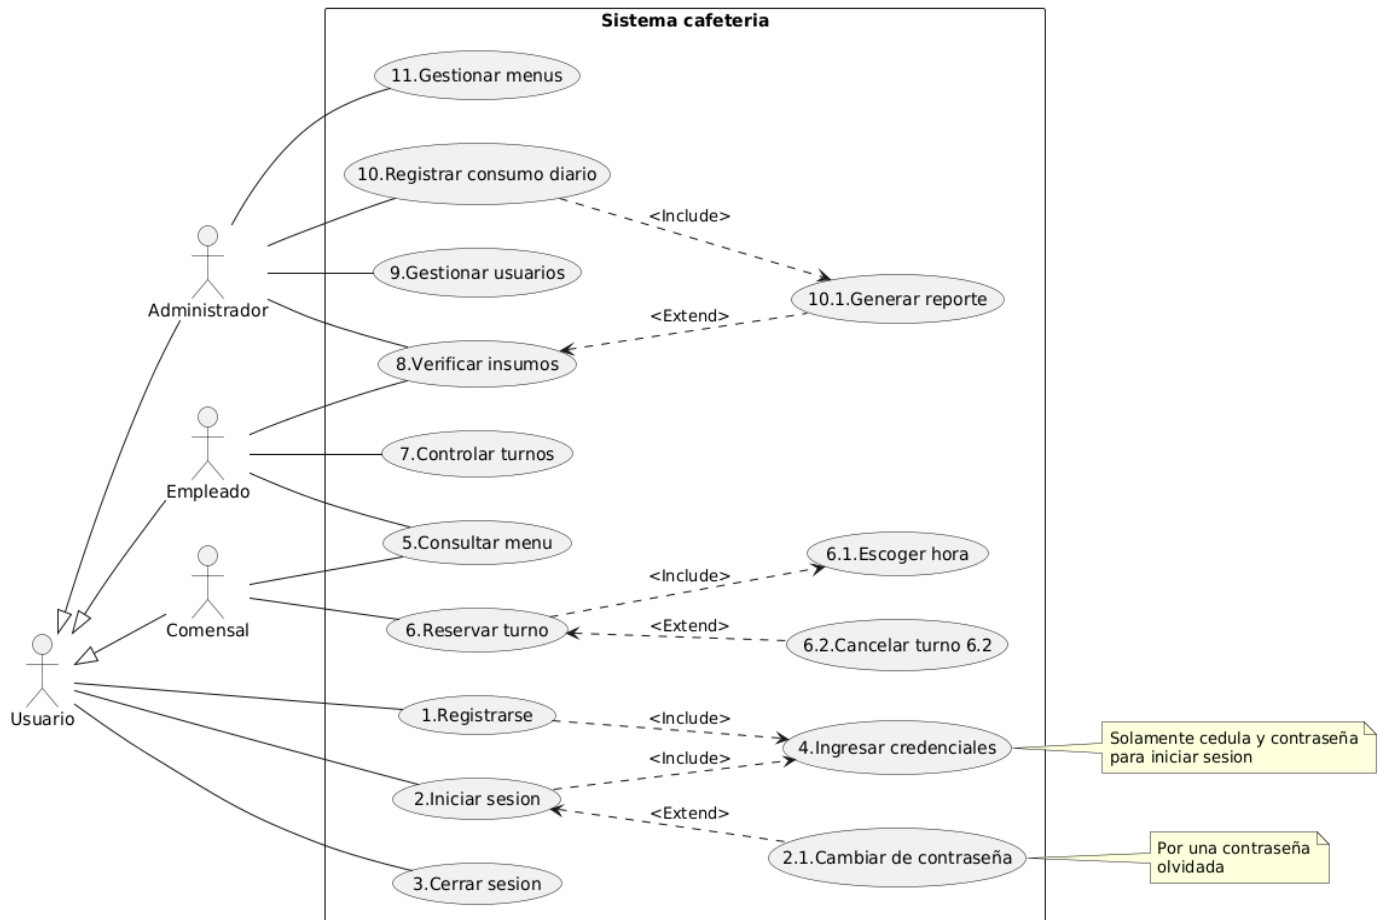 Sistema cafeteria
11.Gestionar menus
10.Registrar consumo diario
<Include>
9.Gestionar usuarios
10.1.Generar reporte
Administrador
<Extend>
8.Verificar insumos
7.Controlar turnos
Empleado
5.Consultar menu
6.1.Escoger hora
<Include>
Comensal
6.Reservar turno
<Extend>
6.2.Cancelar turno 6.2
Usuario
1.Registrarse
<Include>
4.Ingresar credenciales
Solamente cedula y contraseña
para iniciar sesion
<Include>
2.Iniciar sesion
<Extend>
2.1.Cambiar de contraseña
Por una contraseña
olvidada
3.Cerrar sesion